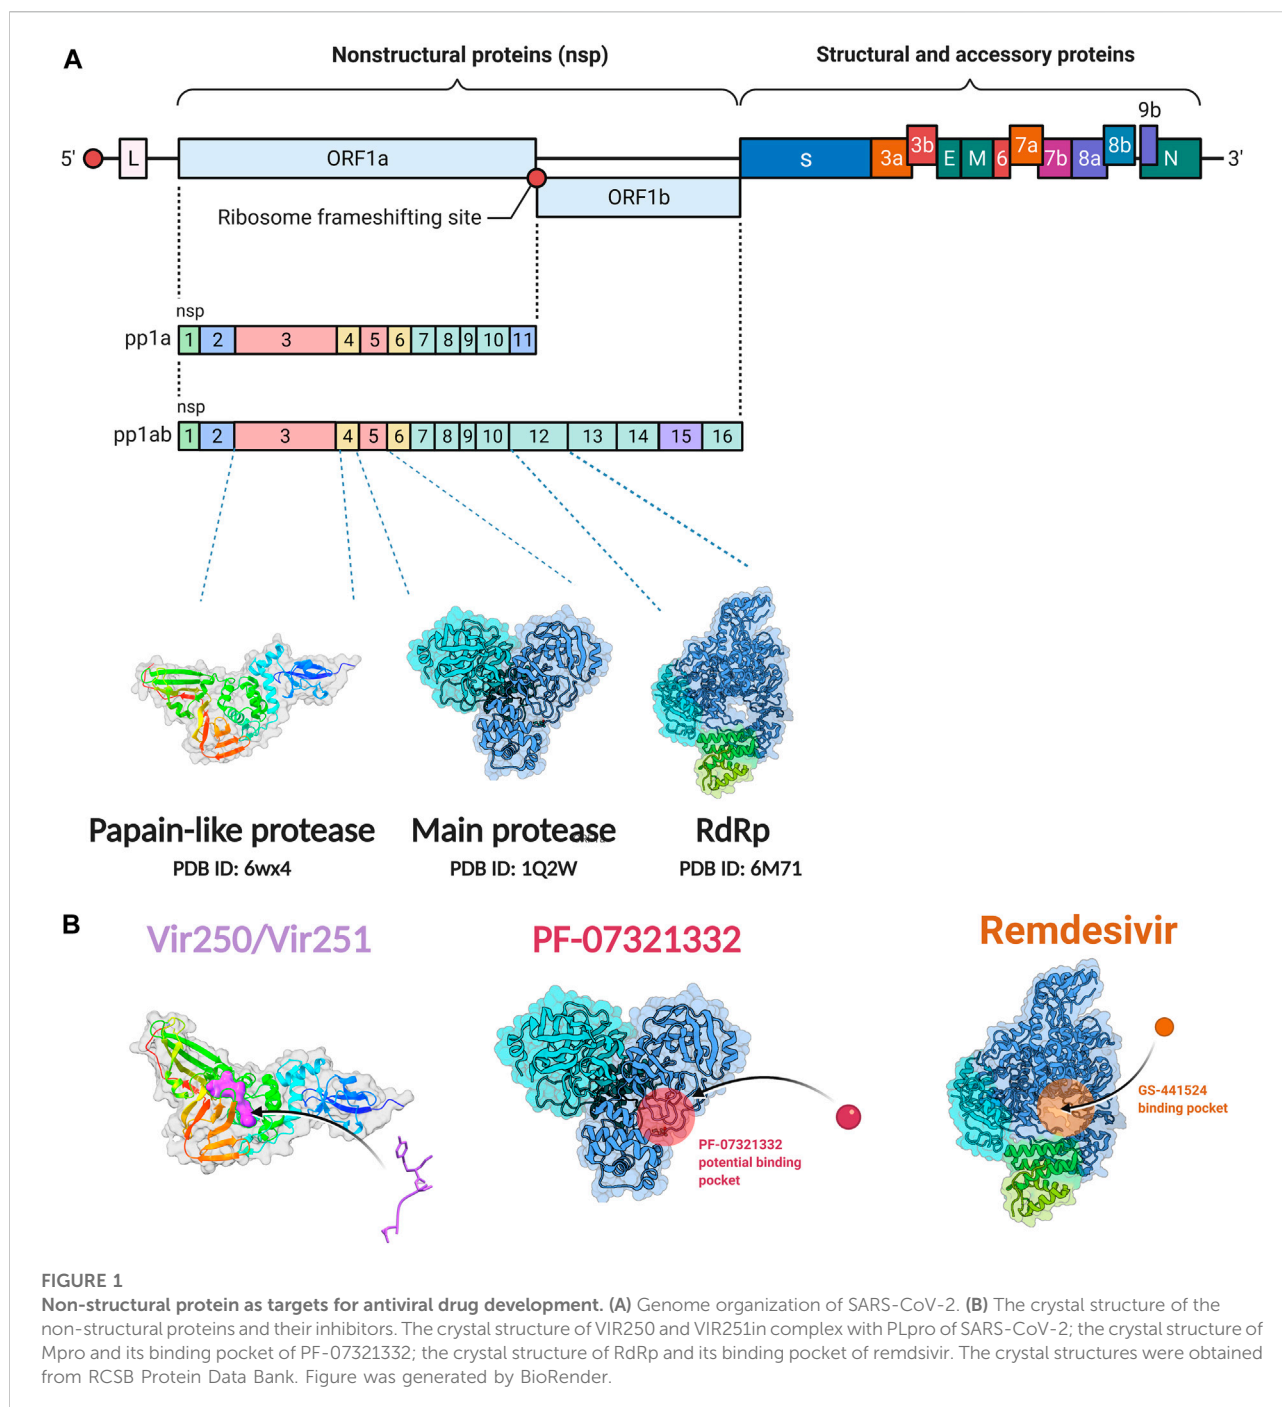 A
Nonstructural proteins (nsp)
Structural and accessory proteins
5'
L
ORF1a
S
3a
3b
E
M
6
7a
7b
8a
8b
9b
N
3'
ORF1b
Ribosome frameshifting site
nsp
pp1a
1 2 3 4 5 6 7 8 9 10 11
nsp
pp1ab
1 2 3 4 5 6 7 8 9 10 12 13 14 15 16
Papain-like protease
PDB ID: 6wx4
Main protease
PDB ID: 1Q2W
RdRp
PDB ID: 6M71
B
Vir250/Vir251
PF-07321332
Remdesivir
PF-07321332
potential binding
pocket
GS-441524
binding pocket
FIGURE 1
Non-structural protein as targets for antiviral drug development. (A) Genome organization of SARS-CoV-2. (B) The crystal structure of the
non-structural proteins and their inhibitors. The crystal structure of VIR250 and VIR251in complex with PLpro of SARS-CoV-2; the crystal structure of
Mpro and its binding pocket of PF-07321332; the crystal structure of RdRp and its binding pocket of remdsivir. The crystal structures were obtained
from RCSB Protein Data Bank. Figure was generated by BioRender.